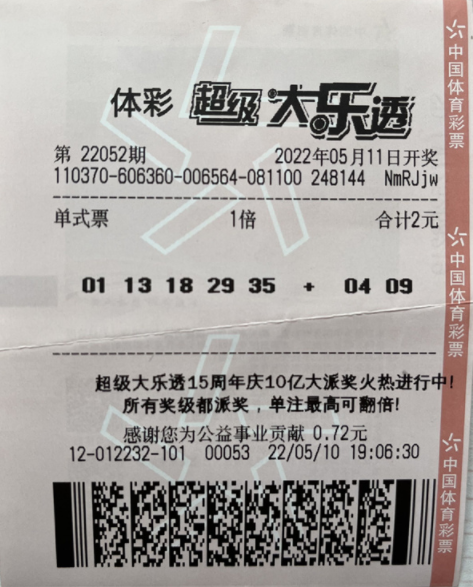 体彩 超级大乐透
第 22052期 2022年05月11日开奖
110370-606360-006564-081100 248144 NmRJjw
单式票 1倍 合计2元
01 13 18 29 35 + 04 09
超级大乐透15周年庆10亿大派奖火热进行中!
所有奖级都派奖，单注最高可翻倍!
感谢您为公益事业贡献 0.72元
12-012232-101 00053 22/05/10 19:06:30
中国体育彩票
中国体育彩票
中国体育彩票